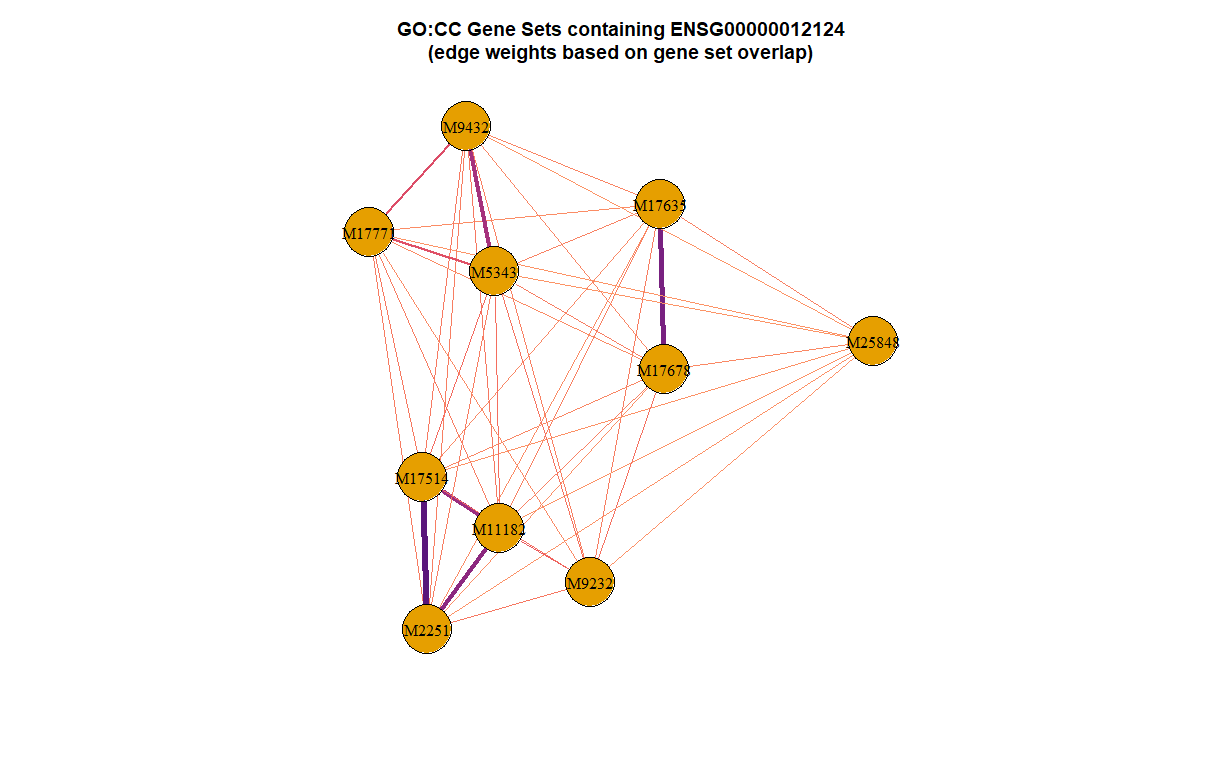 GO:CC Gene Sets containing ENSG00000012124
(edge weights based on gene set overlap)
M9432
M17635
M17771
M5343
M25848
M17678
M17514
M11182
M9232
M2251